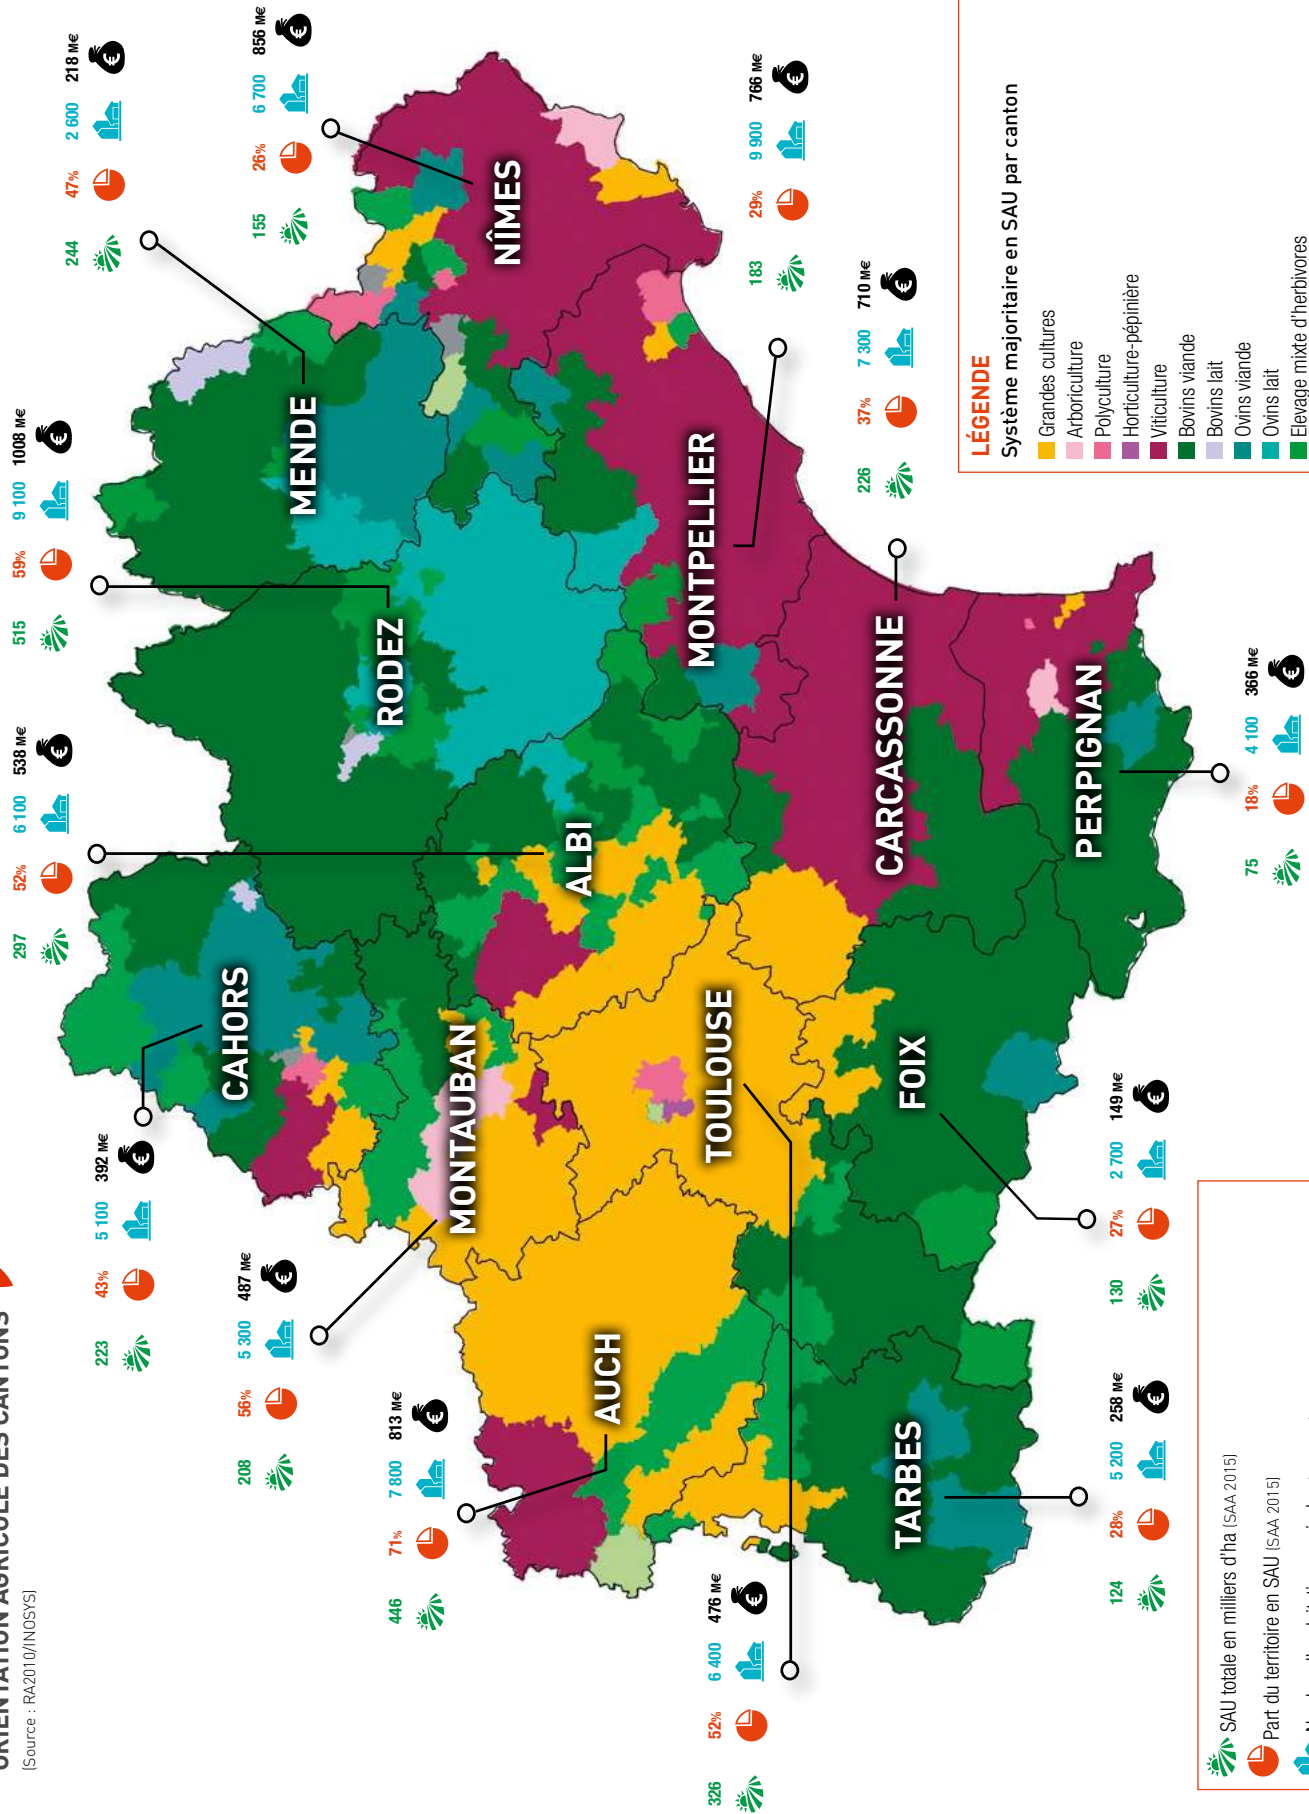 ORIENTATION AGRICOLE DES CANTONS
(Source : RA2010/INOSYS)
223 43% 5 100 392 M€
297 52% 6 100 538 M€
515 59% 9 100 1008 M€
244 47% 2 600 218 M€
208 56% 5 300 487 M€
155 26% 6 700 856 M€
446 71% 7 800 813 M€
326 52% 6 400 476 M€
183 29% 9 900 766 M€
226 37% 7 300 710 M€
124 28% 5 200 258 M€
130 27% 2 700 149 M€
75 18% 4 100 366 M€
CAHORS
MENDE
RODEZ
MONTAUBAN
NÎMES
ALBI
AUCH
TOULOUSE
MONTPELLIER
TARBES
FOIX
CARCASSONNE
PERPIGNAN
SAU totale en milliers d'ha (SAA 2015)
Part du territoire en SAU (SAA 2015)
LÉGENDE
Système majoritaire en SAU par canton
Grandes cultures
Arboriculture
Polyculture
Horticulture-pépinière
Viticulture
Bovins viande
Bovins lait
Ovins viande
Ovins lait
Elevage mixte d'herbivores